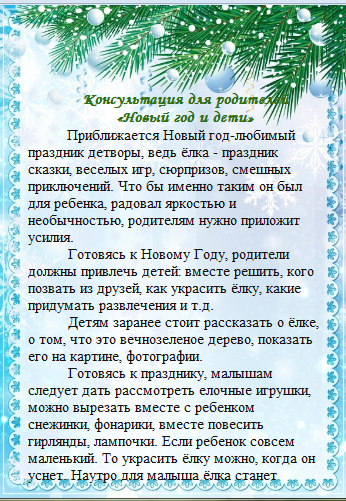 Консультация для родителей
«Новый год и дети»
Приближается Новый год-любимый
праздник детворы, ведь ёлка - праздник
сказки, веселых игр, сюрпризов, смешных
приключений. Что бы именно таким он был
для ребенка, радовал яркостью и
необычностью, родителям нужно приложит
усилия.
Готовясь к Новому Году, родители
должны привлечь детей: вместе решить, кого
позвать из друзей, как украсить ёлку, какие
придумать развлечения и т.д.
Детям заранее стоит рассказать о ёлке,
о том, что это вечнозеленое дерево, показать
его на картине, фотографии.
Готовясь к празднику, малышам
следует дать рассмотреть елочные игрушки,
можно вырезать вместе с ребенком
снежинки, фонарики, вместе повесить
гирлянды, лампочки. Если ребенок совсем
маленький. То украсить ёлку можно, когда он
уснет. Наутро для малыша ёлка станет